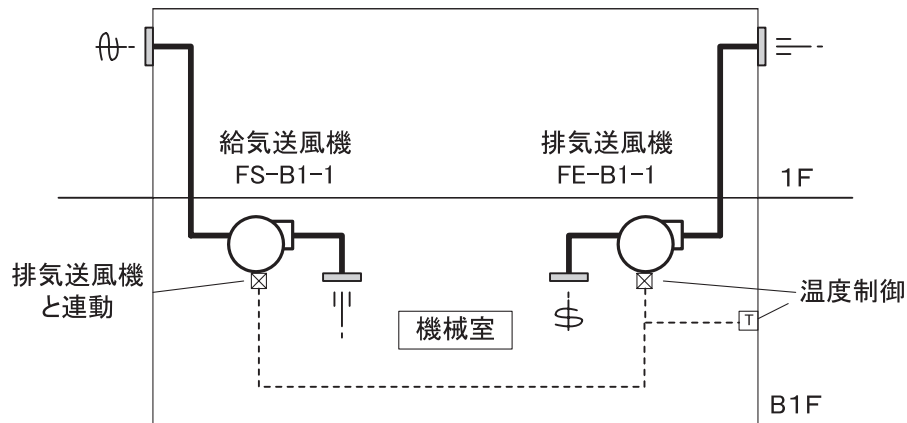 給気送風機
FS-B1-1
排気送風機
FE-B1-1
1F
排気送風機
と連動
機械室
温度制御
T
B1F